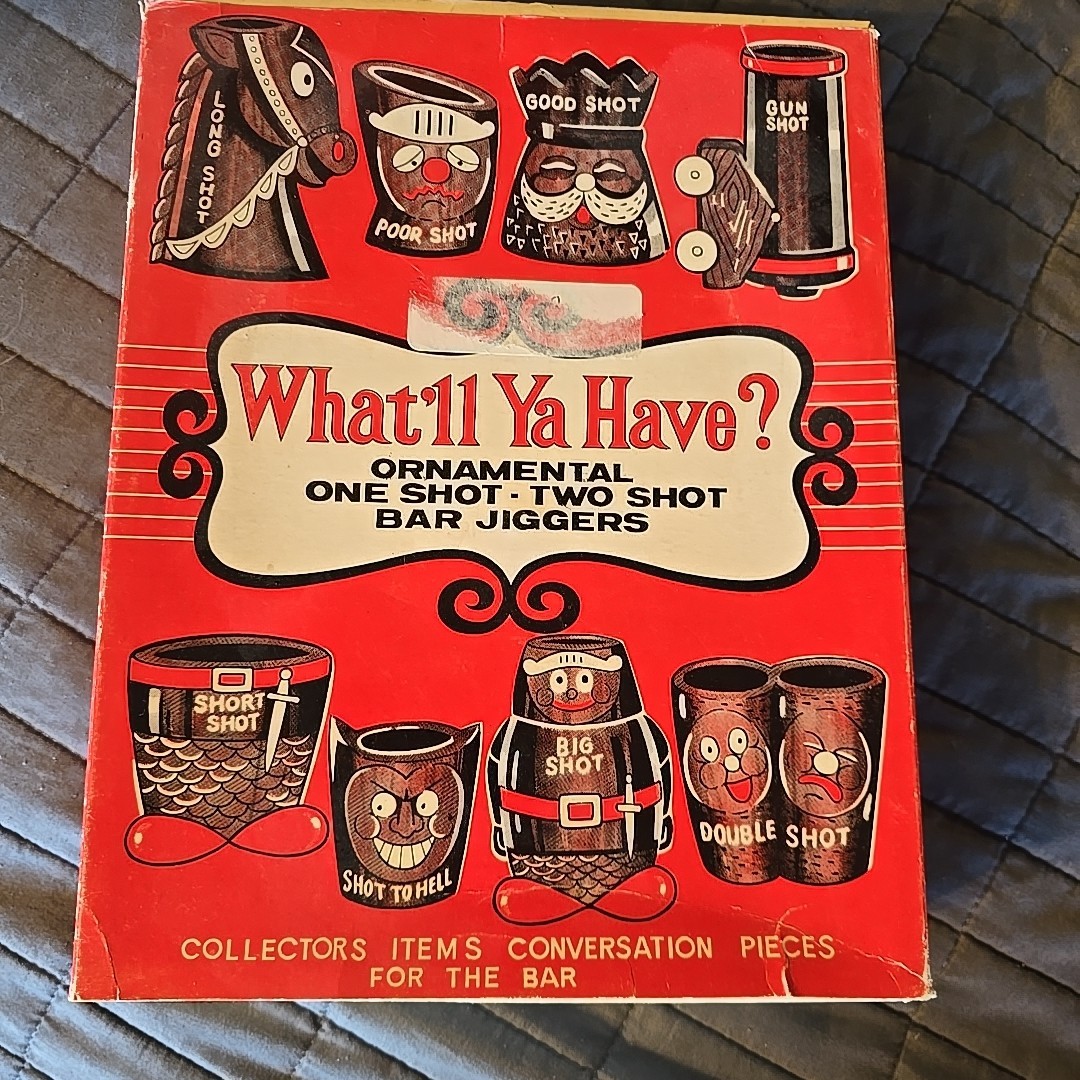 LONG SHOT
POOR SHOT
GOOD SHOT
GUN
SHOT
What'll Ya Have?
ORNAMENTAL
ONE SHOT - TWO SHOT
BAR JIGGERS
SHORT
SHOT
SHOT TO HELL
BIG
SHOT
DOUBLE SHOT
COLLECTORS ITEMS CONVERSATION PIECES
FOR THE BAR